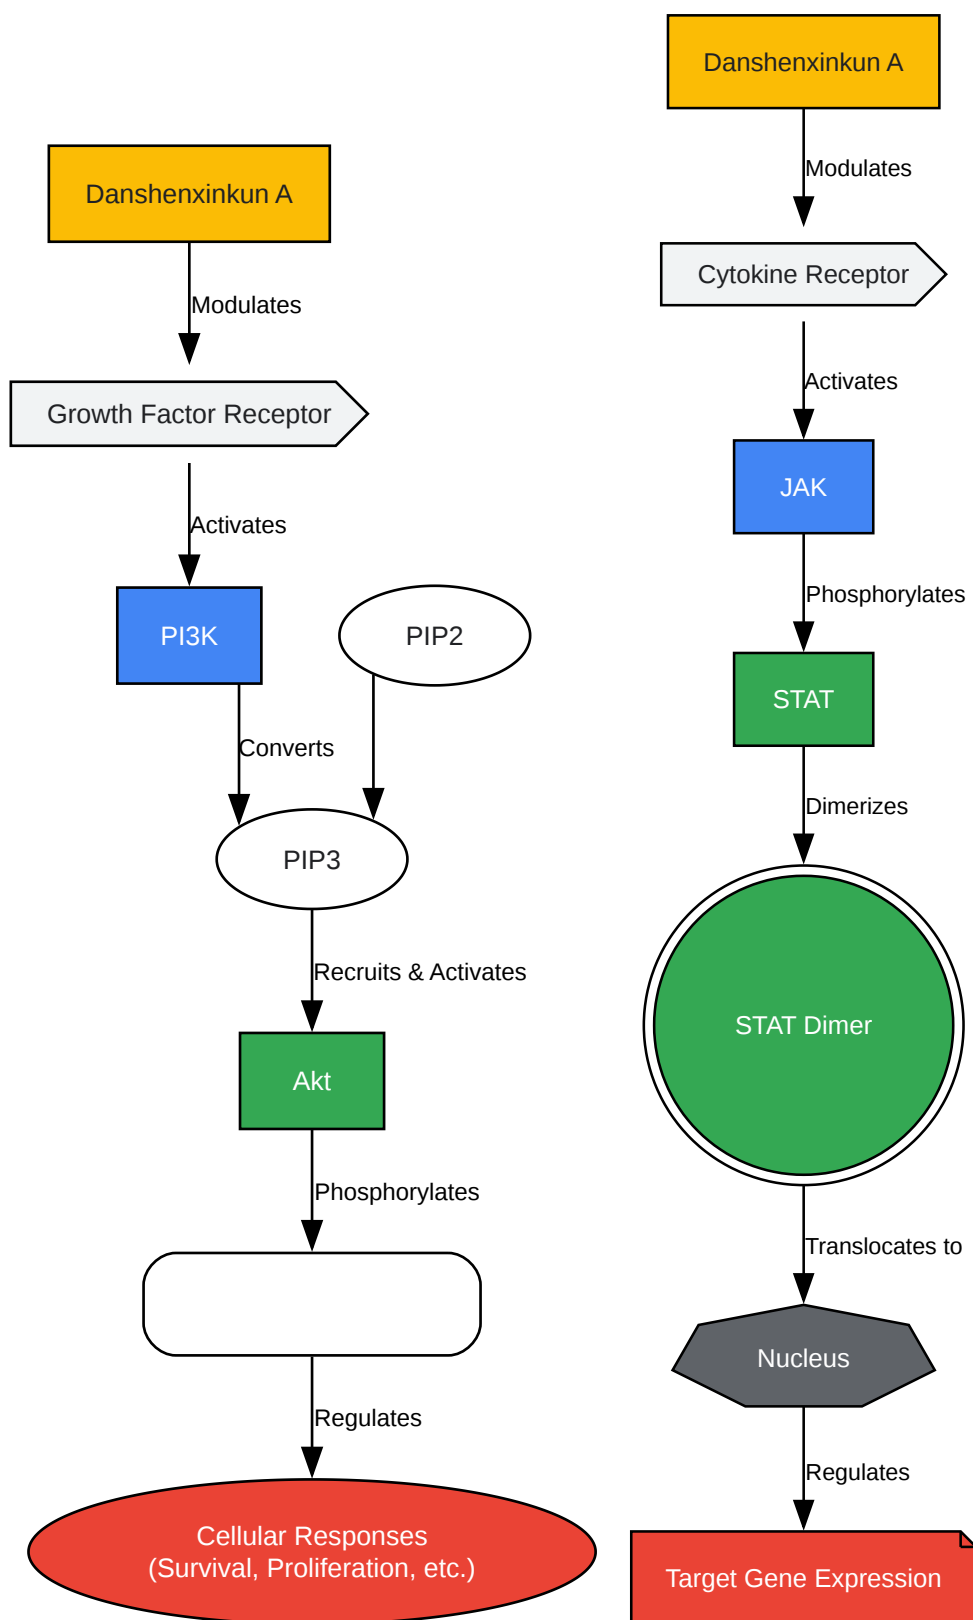 Danshenxinkun A
Modulates
Growth Factor Receptor
Activates
PI3K
PIP2
Converts
PIP3
Recruits & Activates
Akt
Phosphorylates
Regulates
Cellular Responses
(Survival, Proliferation, etc.)
Danshenxinkun A
Modulates
Cytokine Receptor
Activates
JAK
Phosphorylates
STAT
Dimerizes
STAT Dimer
Translocates to
Nucleus
Regulates
Target Gene Expression